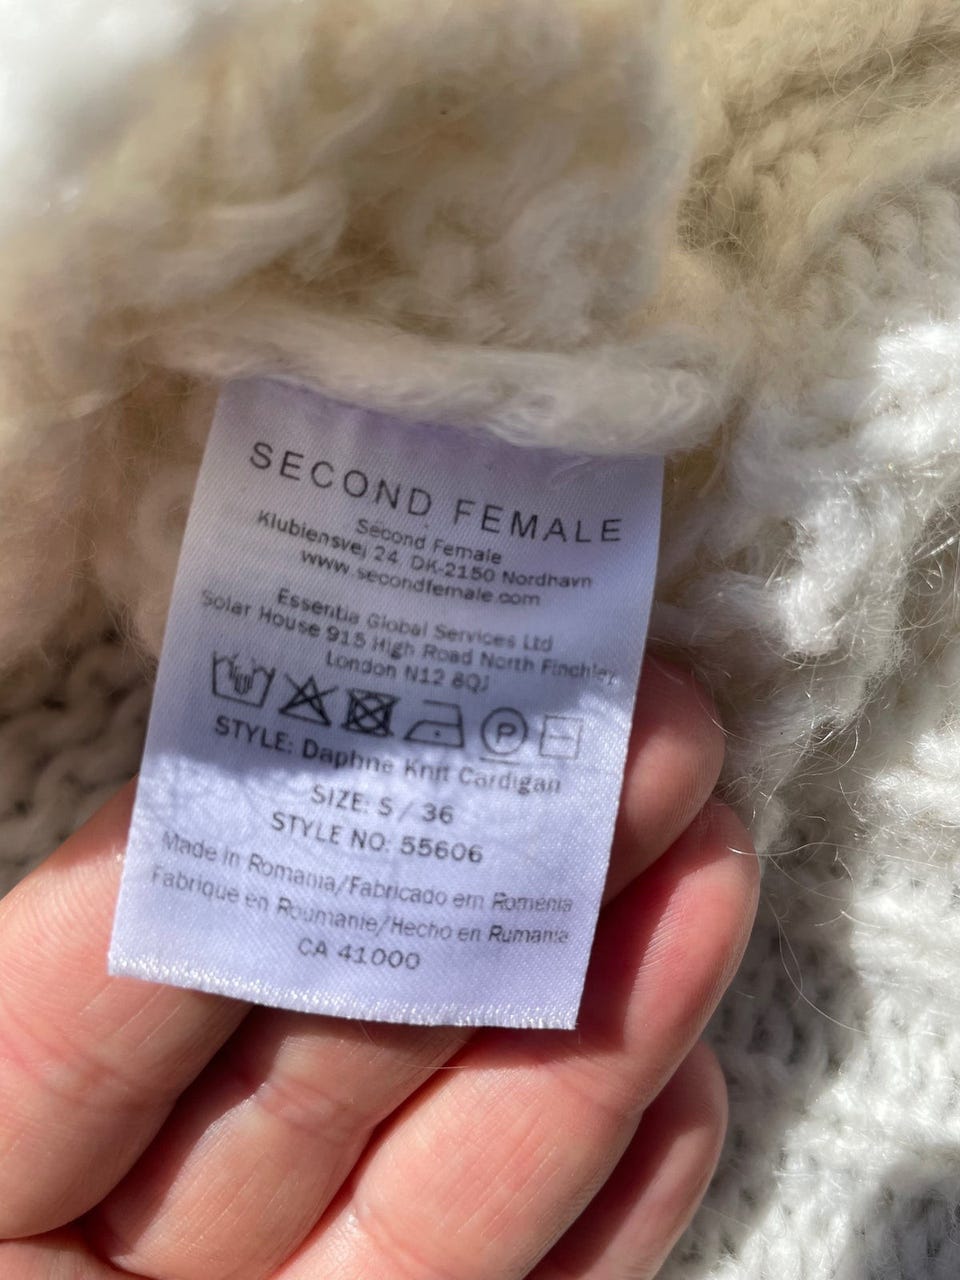 SECOND FEMALE
Second Female
Klubiensvej 24, DK-2150 Nordhavn
www.secondfemale.com
Essentia Global Services Ltd
Solar House 915 High Road North Finchley,
London N12 8QJ
P
STYLE: Daphne Knit Cardigan
SIZE: S / 36
STYLE NO: 55606
Made in Romania/Fabricado em Romenia
Fabrique en Roumanie/Hecho en Rumania
CA 41000